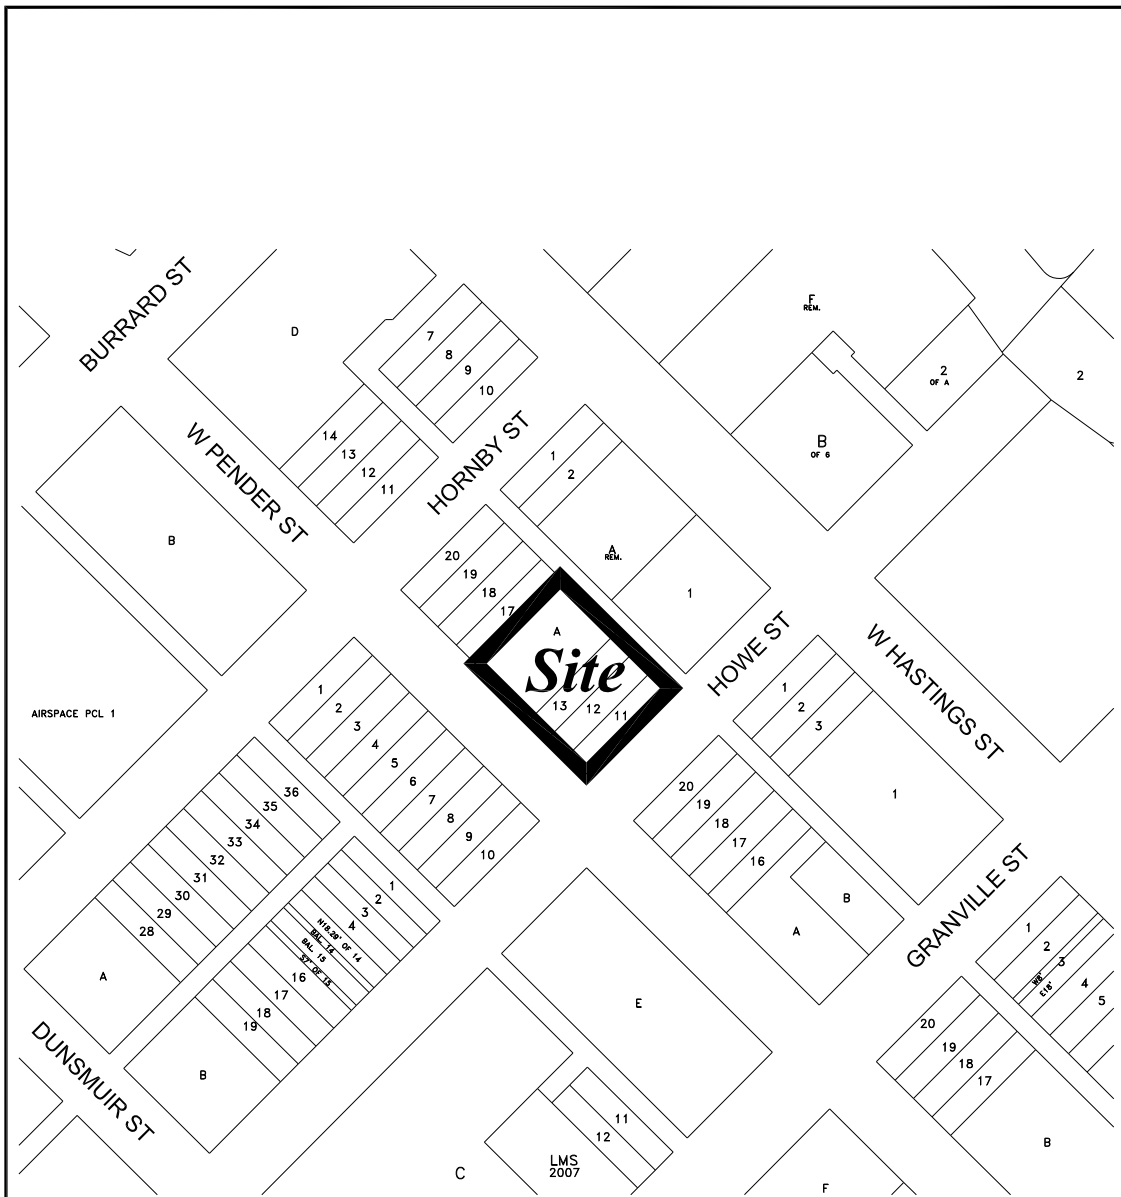 BURRARD ST
D
F
REM.
7
8
9
10
2
OF A
2
14
13
12
11
W PENDER ST
HORNBY ST
B
OF 6
1
2
B
A
REM.
20
19
18
17
1
A
Site
13
12
11
HOWE ST
W HASTINGS ST
AIRSPACE PCL 1
1
2
3
4
5
6
7
8
9
10
1
2
3
1
20
19
18
17
16
B
A
36
35
34
33
32
31
30
29
28
A
1
2
3
4
N18.29' OF 14
BAL. 14
BAL. 15
S7' OF 15
16
17
18
19
B
GRANVILLE ST
1
2
3
W8'
E18'
4
5
E
20
19
18
17
B
DUNSMUIR ST
11
12
LMS
2007
C
F